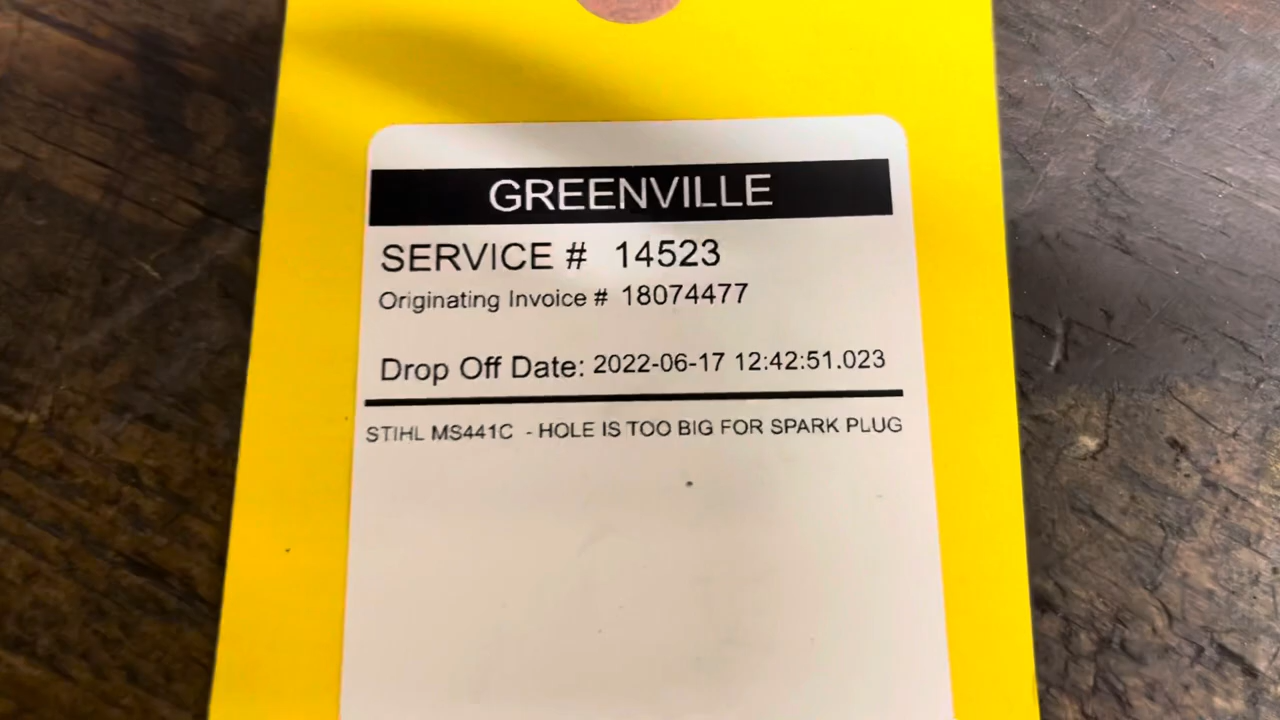 GREENVILLE
SERVICE # 14523
Originating Invoice # 18074477
Drop Off Date: 2022-06-17 12:42:51.023
STIHL MS441C - HOLE IS TOO BIG FOR SPARK PLUG